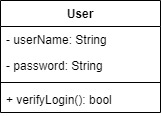 User
- userName: String
- password: String
+ verifyLogin(): bool